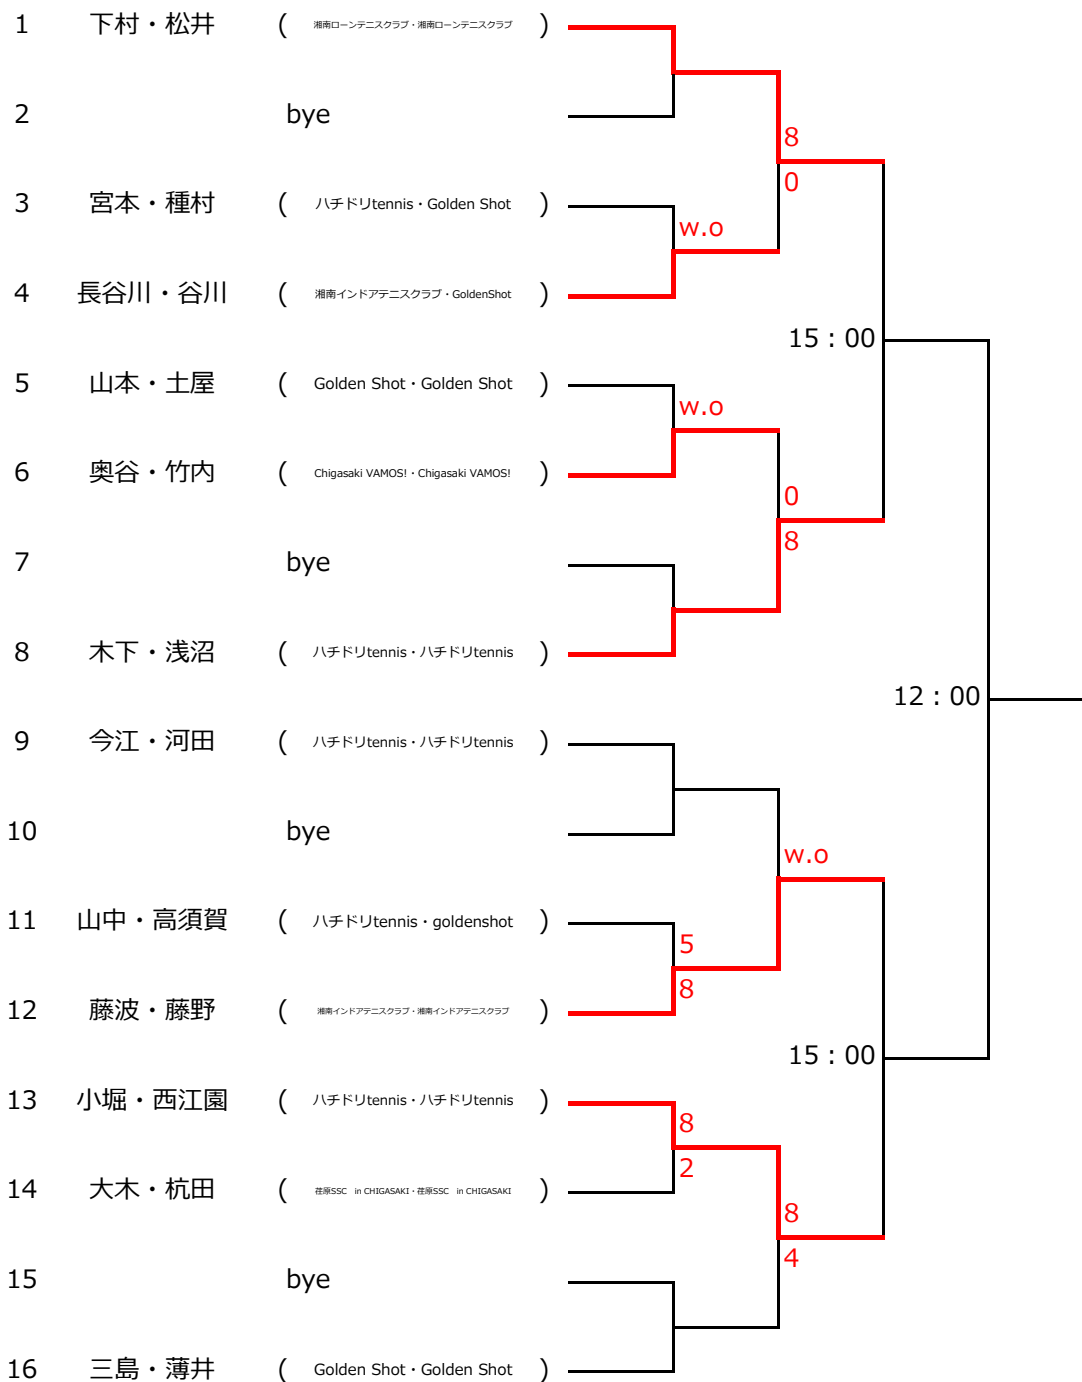 1 下村・松井 ( 湘南ローンテニスクラブ・湘南ローンテニスクラブ )
2 bye
8
0
3 宮本・種村 ( ハチドリtennis・Golden Shot )
w.o
4 長谷川・谷川 ( 湘南インドアテニスクラブ・GoldenShot )
15：00
5 山本・土屋 ( Golden Shot・Golden Shot )
w.o
6 奥谷・竹内 ( Chigasaki VAMOS!・Chigasaki VAMOS! )
0
8
7 bye
8 木下・浅沼 ( ハチドリtennis・ハチドリtennis )
12：00
9 今江・河田 ( ハチドリtennis・ハチドリtennis )
10 bye
w.o
11 山中・高須賀 ( ハチドリtennis・goldenshot )
5
8
12 藤波・藤野 ( 湘南インドアテニスクラブ・湘南インドアテニスクラブ )
15：00
13 小堀・西江園 ( ハチドリtennis・ハチドリtennis )
8
2
14 大木・杭田 ( 荏原SSC in CHIGASAKI・荏原SSC in CHIGASAKI )
8
4
15 bye
16 三島・薄井 ( Golden Shot・Golden Shot )